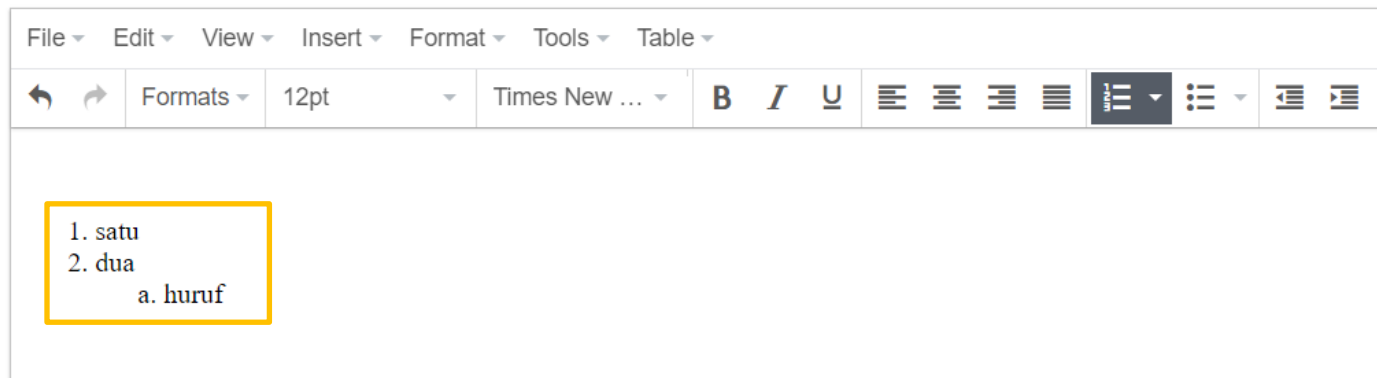 File Edit View Insert Format Tools Table
Formats 12pt Times New ... B I U
1. satu
2. dua
a. huruf